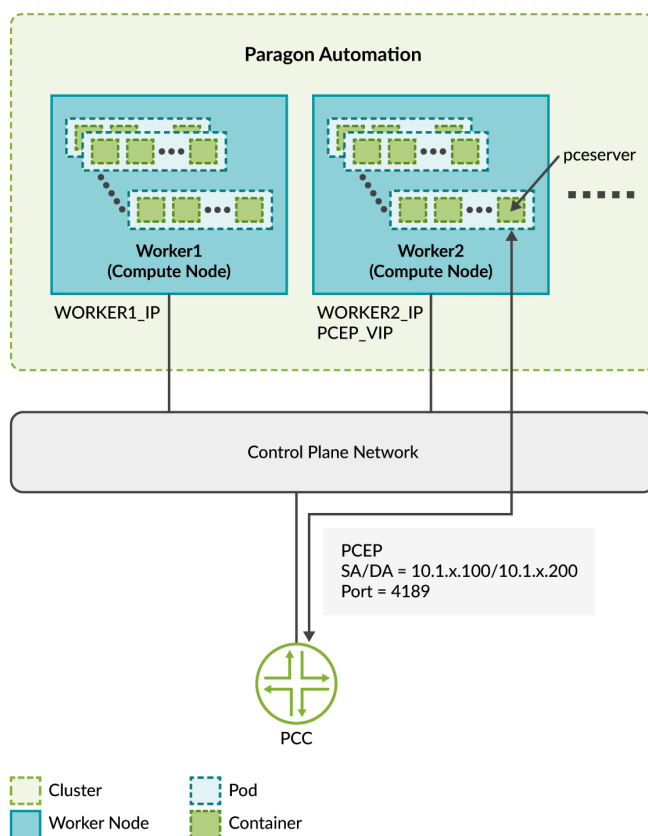 Paragon Automation
pceserver
Worker1
(Compute Node)
Worker2
(Compute Node)
WORKER1_IP
WORKER2_IP
PCEP_VIP
Control Plane Network
PCEP
SA/DA = 10.1.x.100/10.1.x.200
Port = 4189
PCC
Cluster
Pod
Worker Node
Container